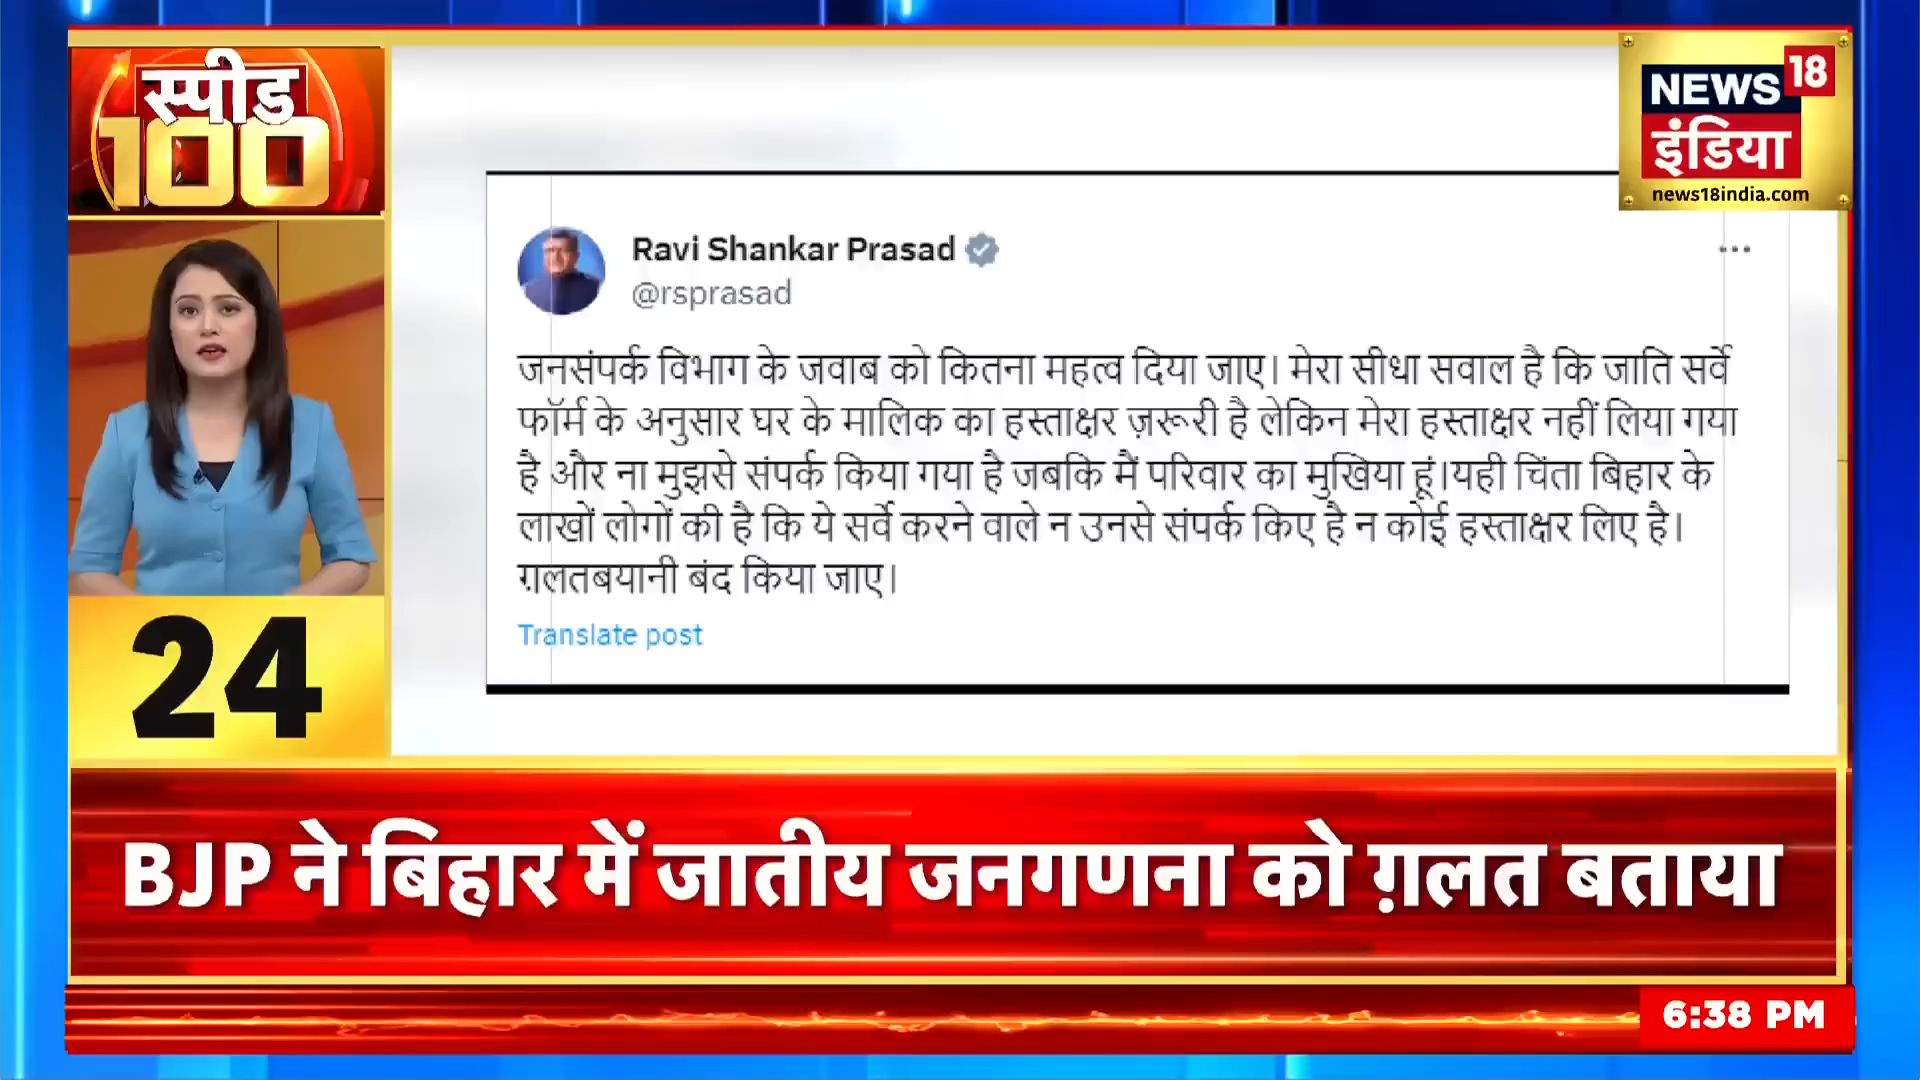 स्पीड
100
NEWS 18
इंडिया
news18india.com
Ravi Shankar Prasad
@rsprasad
जनसंपर्क विभाग के जवाब को कितना महत्व दिया जाए। मेरा सीधा सवाल है कि जाति सर्वे
फॉर्म के अनुसार घर के मालिक का हस्ताक्षर ज़रूरी है लेकिन मेरा हस्ताक्षर नहीं लिया गया
है और ना मुझसे संपर्क किया गया है जबकि मैं परिवार का मुखिया हूं।यही चिंता बिहार के
लाखों लोगों की है कि ये सर्वे करने वाले न उनसे संपर्क किए है न कोई हस्ताक्षर लिए है।
ग़लतबयानी बंद किया जाए।
Translate post
24
BJP ने बिहार में जातीय जनगणना को ग़लत बताया
6:38 PM